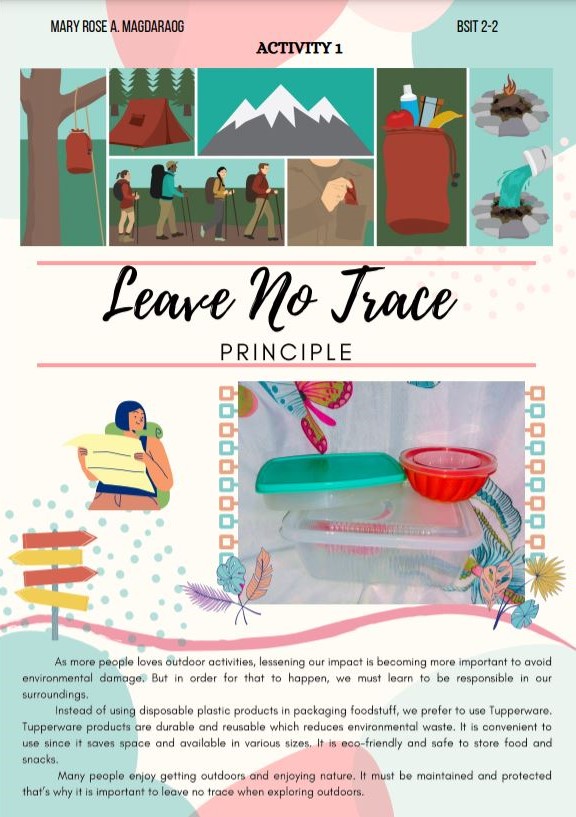 MARY ROSE A. MAGDARAOG
BSIT 2-2
ACTIVITY 1
Leave No Trace
PRINCIPLE
As more people loves outdoor activities, lessening our impact is becoming more important to avoid
environmental damage. But in order for that to happen, we must learn to be responsible in our
surroundings.
Instead of using disposable plastic products in packaging foodstuff, we prefer to use Tupperware.
Tupperware products are durable and reusable which reduces environmental waste. It is convenient to
use since it saves space and available in various sizes. It is eco-friendly and safe to store food and
snacks.
Many people enjoy getting outdoors and enjoying nature. It must be maintained and protected
that's why it is important to leave no trace when exploring outdoors.